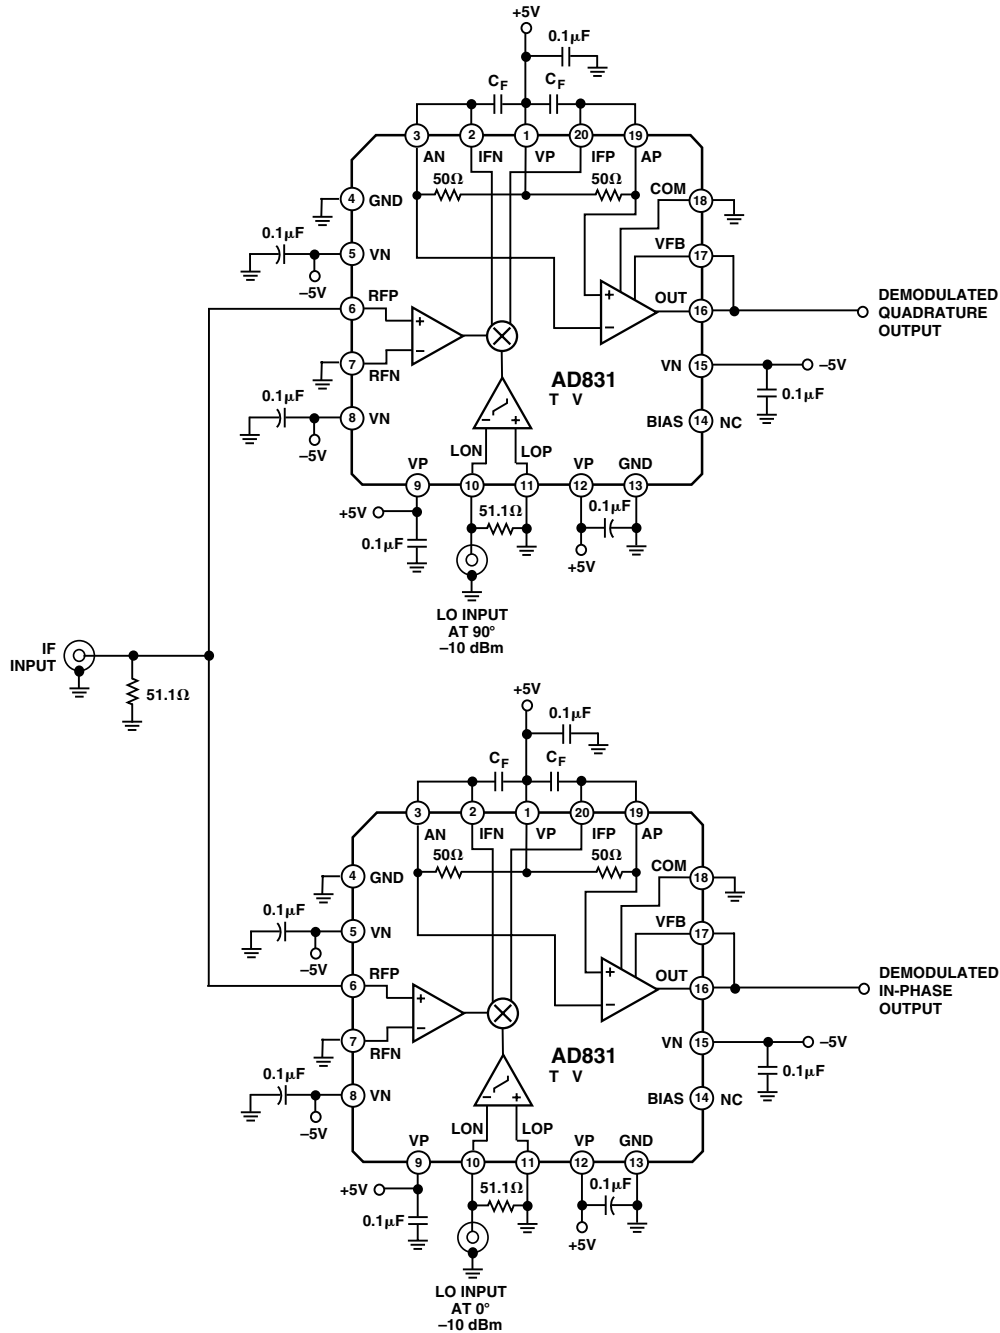 +5V
0.1µF
CF CF
3 2 1 20 19
AN IFN VP IFP AP
50Ω 50Ω
COM
18
4 GND
0.1µF
VFB
17
5 VN
–5V
RFP
6
+
–
+
–
OUT
16
DEMODULATED
QUADRATURE
OUTPUT
7
RFN
VN 15
–5V
0.1µF
0.1µF
8 VN
–5V
AD831
T V
BIAS 14 NC
– +
LON LOP
VP VP GND
9 10 11 12 13
+5V
51.1Ω
0.1µF
0.1µF
+5V
LO INPUT
AT 90°
–10 dBm
IF
INPUT
51.1Ω
+5V
0.1µF
CF CF
3 2 1 20 19
AN IFN VP IFP AP
50Ω 50Ω
COM
18
4 GND
0.1µF
VFB
17
5 VN
–5V
RFP
6
+
–
+
–
OUT
16
DEMODULATED
IN-PHASE
OUTPUT
7
RFN
VN 15
–5V
0.1µF
0.1µF
8 VN
–5V
AD831
T V
BIAS 14 NC
– +
LON LOP
VP VP GND
9 10 11 12 13
+5V
51.1Ω
0.1µF
0.1µF
+5V
LO INPUT
AT 0°
–10 dBm